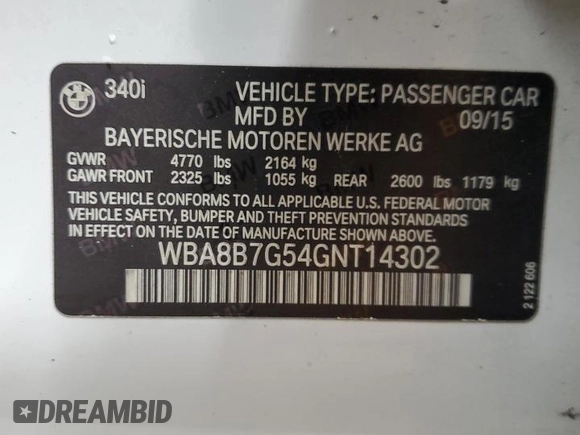 340i VEHICLE TYPE: PASSENGER CAR
MFD BY 09/15
BAYERISCHE MOTOREN WERKE AG
GVWR 4770 lbs 2164 kg
GAWR FRONT 2325 lbs 1055 kg REAR 2600 lbs 1179 kg
THIS VEHICLE CONFORMS TO ALL APPLICABLE U.S. FEDERAL MOTOR
VEHICLE SAFETY, BUMPER AND THEFT PREVENTION STANDARDS
IN EFFECT ON THE DATE OF MANUFACTURE SHOWN ABOVE.
WBA8B7G54GNT14302
2 122 606
DREAMBID